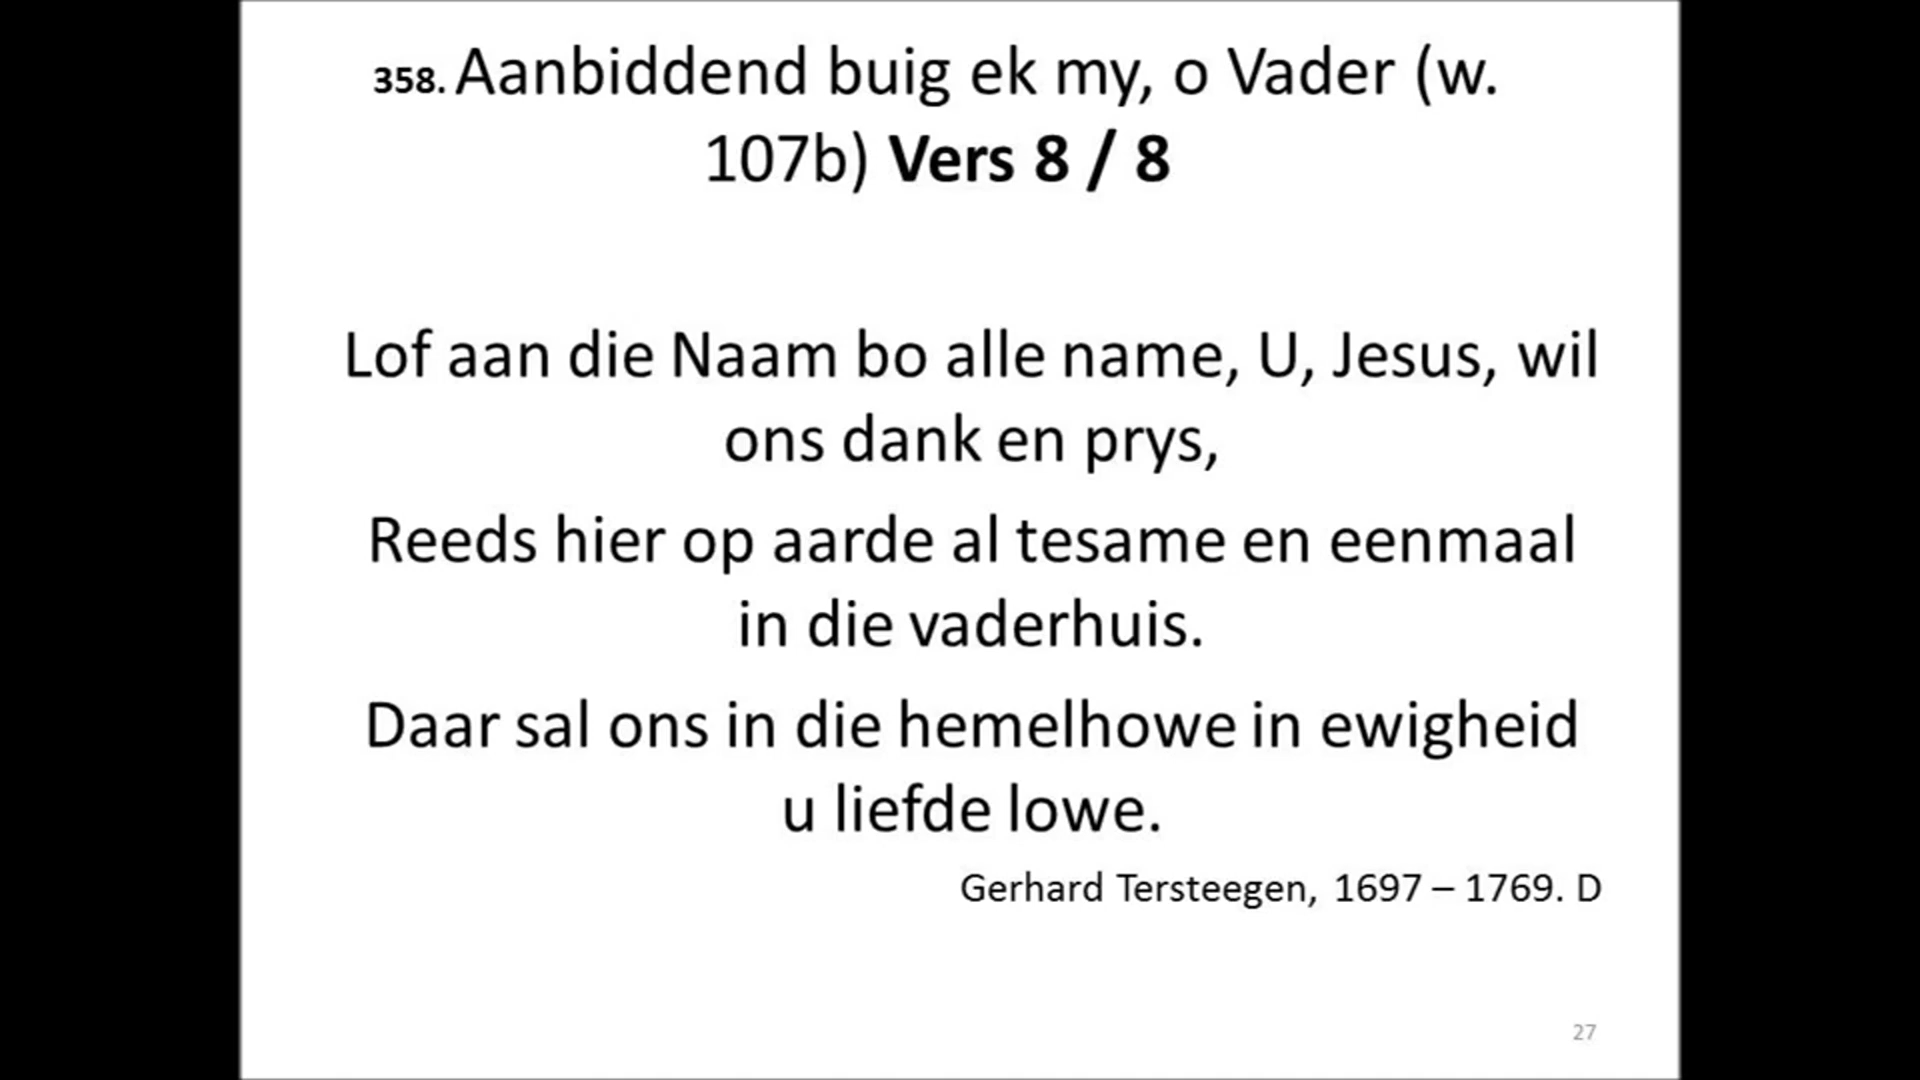 358. Aanbiddend buig ek my, o Vader (w.
107b) Vers 8 / 8
Lof aan die Naam bo alle name, U, Jesus, wil
ons dank en prys,
Reeds hier op aarde al tesame en eenmaal
in die vaderhuis.
Daar sal ons in die hemelhowe in ewigheid
u liefde lowe.
Gerhard Tersteegen, 1697 – 1769. D
27